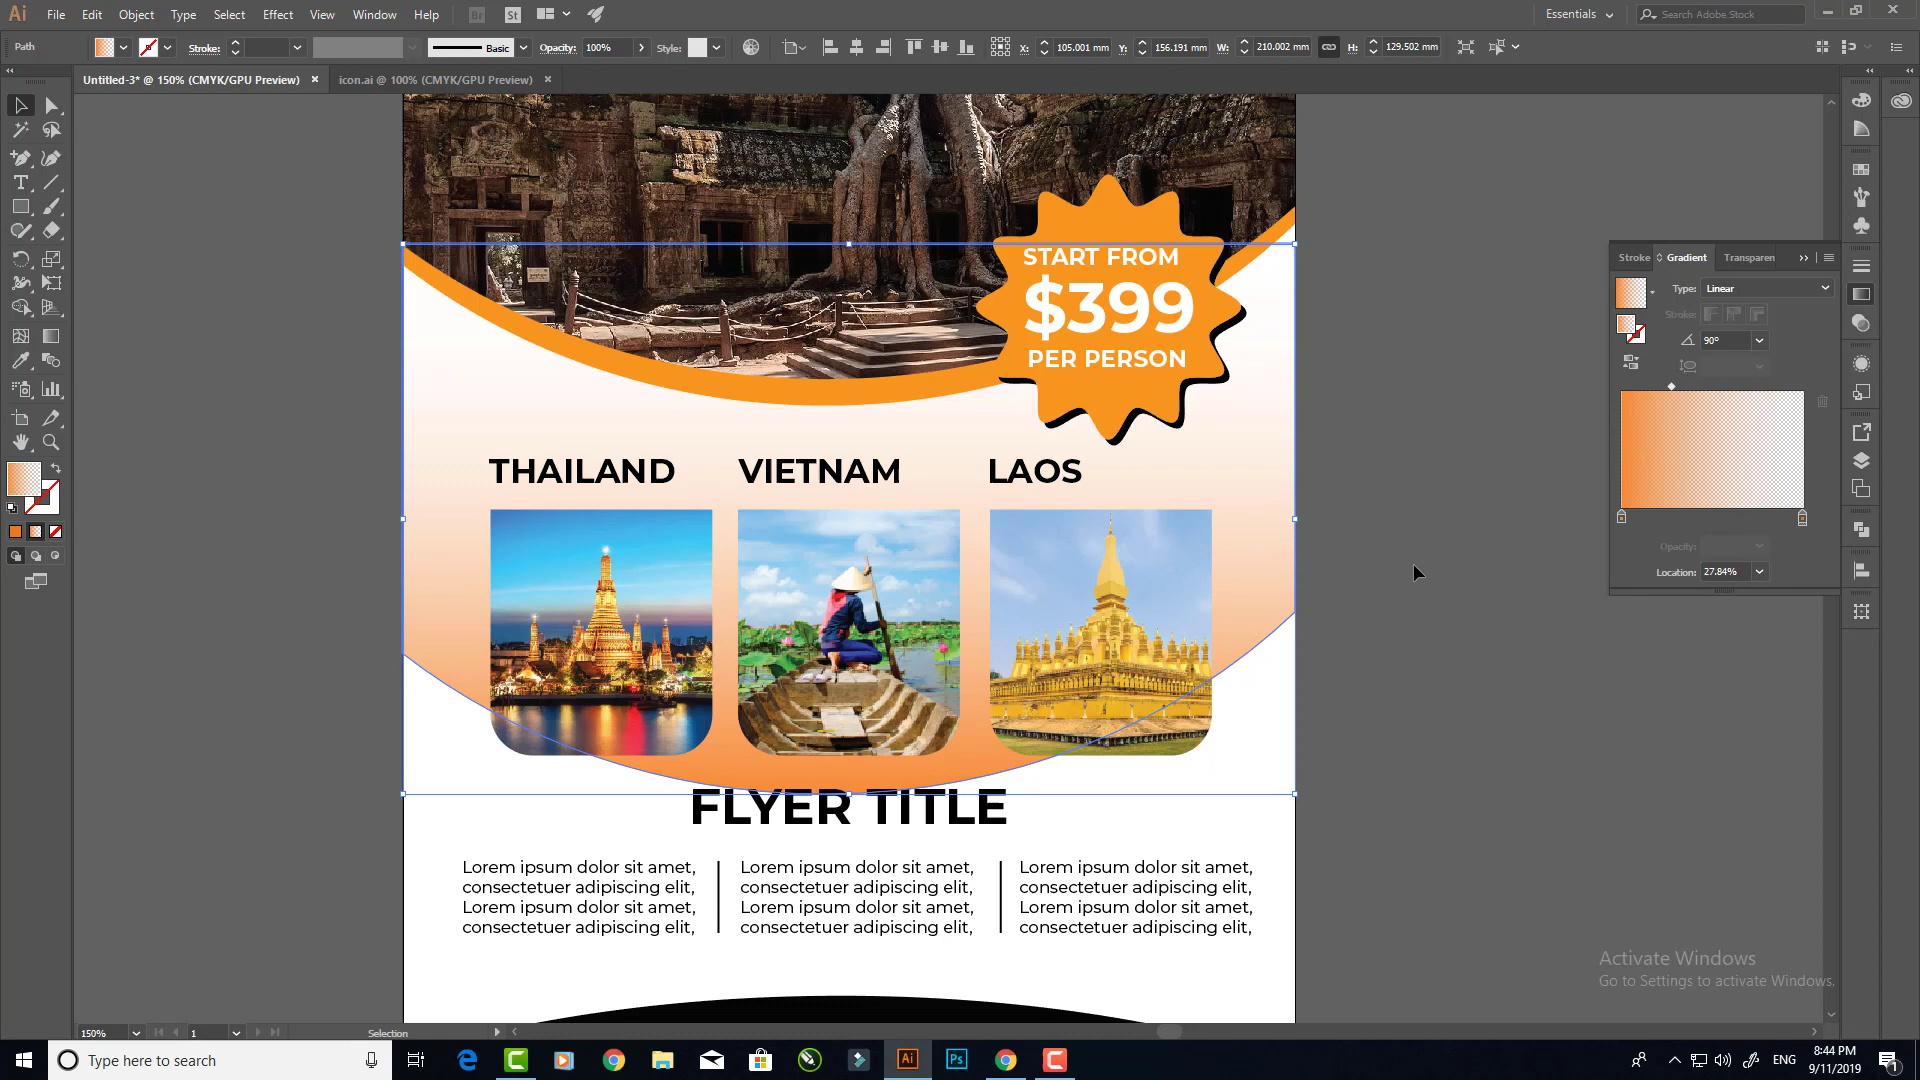 Ai File Edit Object Type Select Effect View Window Help Br St Essentials Search Adobe Stock
Path Stroke: Basic Opacity: 100% Style: X: 105.001 mm Y: 156.191 mm W: 210.002 mm H: 129.502 mm
Untitled-3* @ 150% (CMYK/GPU Preview) × icon.ai @ 100% (CMYK/GPU Preview) ×
START FROM
$399
PER PERSON
THAILAND VIETNAM LAOS
FLYER TITLE
Lorem ipsum dolor sit amet,
consectetuer adipiscing elit,
Lorem ipsum dolor sit amet,
consectetuer adipiscing elit,
Lorem ipsum dolor sit amet,
consectetuer adipiscing elit,
Lorem ipsum dolor sit amet,
consectetuer adipiscing elit,
Lorem ipsum dolor sit amet,
consectetuer adipiscing elit,
Lorem ipsum dolor sit amet,
consectetuer adipiscing elit,
Stroke Gradient Transparen
Type: Linear
Stroke:
90°
Opacity:
Location: 27.84%
Activate Windows
Go to Settings to activate Windows.
150% 1 Selection
Type here to search
Ai Ps
ENG
8:44 PM
9/11/2019
1